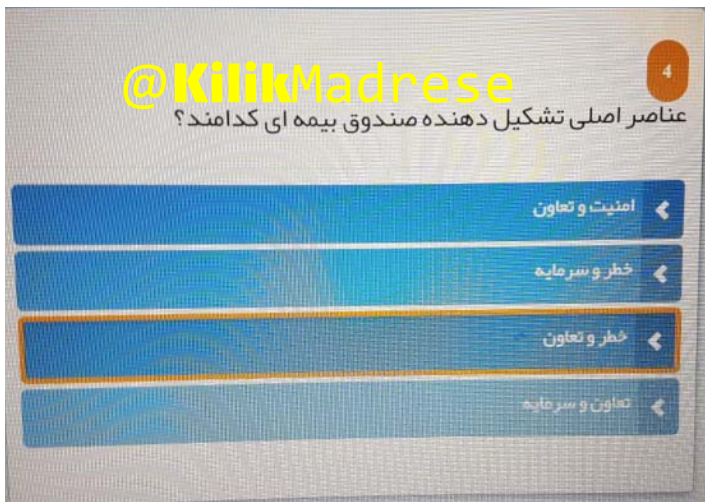 @KilikMadrese
4
عناصر اصلی تشکیل دهنده صندوق بیمه ای کدامند؟
امنیت و تعاون
خطر و سرمایه
خطر و تعاون
تعاون و سرمایه